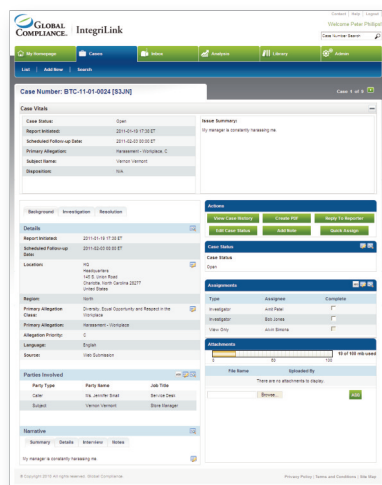 Contact | Help | Logout
Welcome Peter Phillips!
GLOBAL COMPLIANCE. | IntegriLink
Case Number Search
My Homepage
Cases
Inbox
Analysis
Library
Admin
List | Add New | Search
Case Number: BTC-11-01-0024 [S3JN]
Case 1 of 5
Case Vitals
Case Status: Open
Report Initiated: 2011-01-19 17:35 ET
Scheduled Follow-up Date: 2011-02-03 00:00 ET
Primary Allegation: Harassment - Workplace, C
Subject Name: Vernon Vermont
Disposition: N/A
Issue Summary:
My manager is constantly harassing me.
Background Investigation Resolution
Details
Report Initiated: 2011-01-19 17:35 ET
Scheduled Follow-up Date: 2011-02-03 00:00 ET
Location: HQ
Headquarters
Charlotte, North Carolina 28277
United States
Region: North
Primary Allegation Class: Diversity, Equal Opportunity and Respect in the Workplace
Primary Allegation: Harassment - Workplace
Allegation Priority: C
Language: English
Source: Web Submission
Parties Involved
Party Type Party Name Job Title
Caller Ms. Jennifer Small Service Desk
Subject Vernon Vermont Store Manager
Narrative
Summary Details Interview Notes
My manager is constantly harassing me.
Actions
View Case History Create PDF Reply To Reporter
Edit Case Status Add Note Quick Assign
Case Status
Case Status
Open
Assignments
Type Assignee Complete
Investigator Amit Patel
Investigator Bob Jones
View Only Arvin Simone
Attachments
10 of 100 mb used
0 50 100
File Name Uploaded By
There are no attachments to display.
Browse... Add
© Copyright 2010 All rights reserved. Global Compliance
Privacy Policy | Terms and Conditions | Site Map